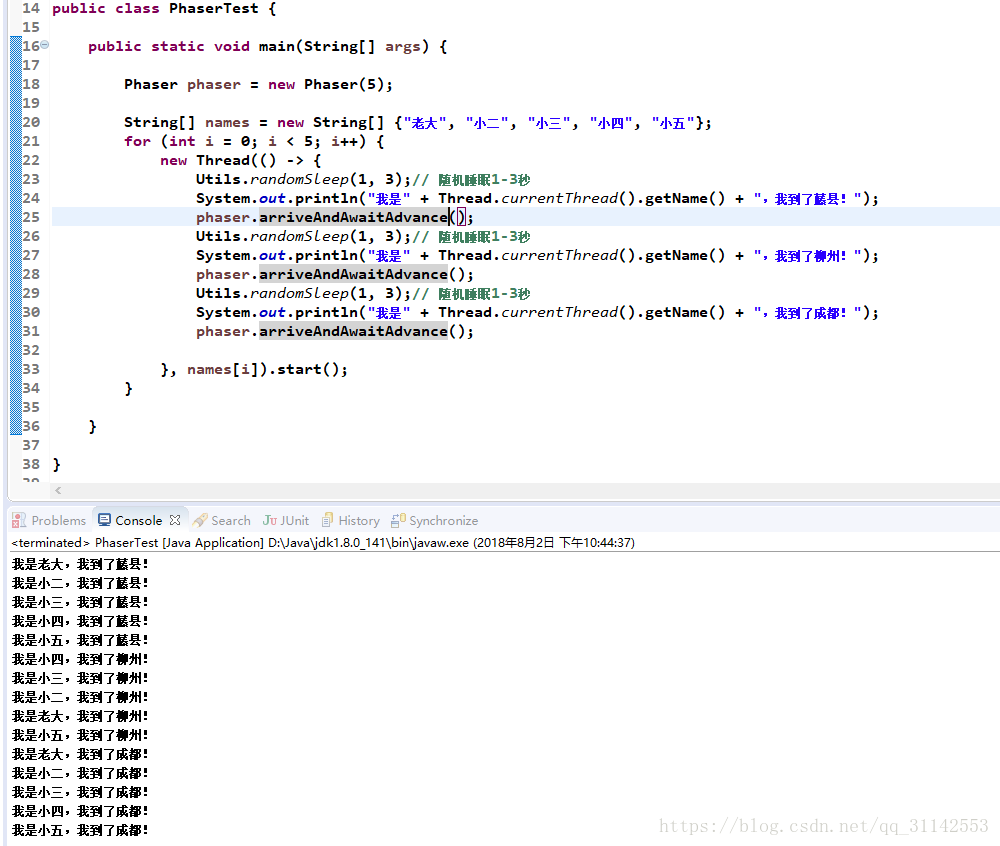 14 public class PhaserTest {
15
16 public static void main(String[] args) {
17
18 Phaser phaser = new Phaser(5);
19
20 String[] names = new String[] {"老大", "小二", "小三", "小四", "小五"};
21 for (int i = 0; i < 5; i++) {
22 new Thread(() -> {
23 Utils.randomSleep(1, 3);// 随机睡眠1-3秒
24 System.out.println("我是" + Thread.currentThread().getName() + ", 我到了藤县! ");
25 phaser.arriveAndAwaitAdvance();
26 Utils.randomSleep(1, 3);// 随机睡眠1-3秒
27 System.out.println("我是" + Thread.currentThread().getName() + ", 我到了柳州! ");
28 phaser.arriveAndAwaitAdvance();
29 Utils.randomSleep(1, 3);// 随机睡眠1-3秒
30 System.out.println("我是" + Thread.currentThread().getName() + ", 我到了成都! ");
31 phaser.arriveAndAwaitAdvance();
32
33 }, names[i]).start();
34 }
35
36 }
37
38 }
39
Problems Console Search JUnit History Synchronize
<terminated> PhaserTest [Java Application] D:\Java\jdk1.8.0_141\bin\javaw.exe (2018年8月2日 下午10:44:37)
我是老大，我到了藤县！
我是小二，我到了藤县！
我是小三，我到了藤县！
我是小四，我到了藤县！
我是小五，我到了藤县！
我是小四，我到了柳州！
我是小三，我到了柳州！
我是小二，我到了柳州！
我是老大，我到了柳州！
我是小五，我到了柳州！
我是老大，我到了成都！
我是小二，我到了成都！
我是小三，我到了成都！
我是小四，我到了成都！
我是小五，我到了成都！
https://blog.csdn.net/qq_31142553